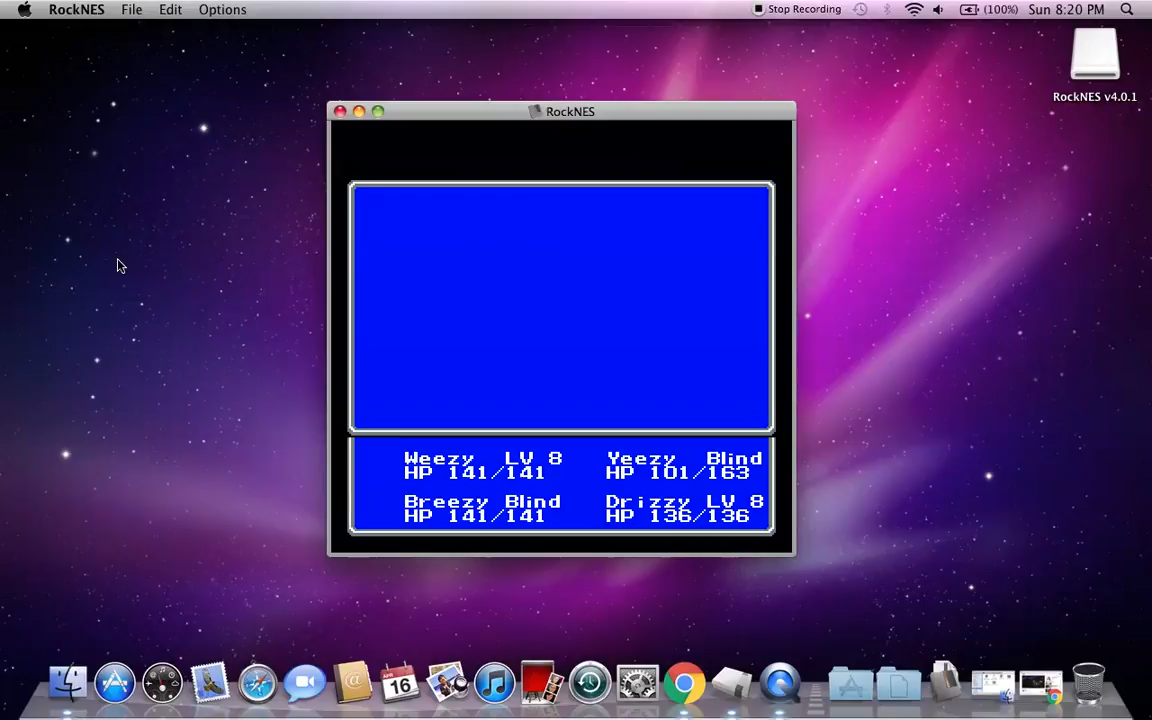 RockNES File Edit Options Stop Recording (100%) Sun 8:20 PM
RockNES v4.0.1
RockNES
Weezy LV 8 Yeezy Blind
HP 141/141 HP 101/163
Breezy Blind Drizzy LV 8
HP 141/141 HP 136/136
APR
16